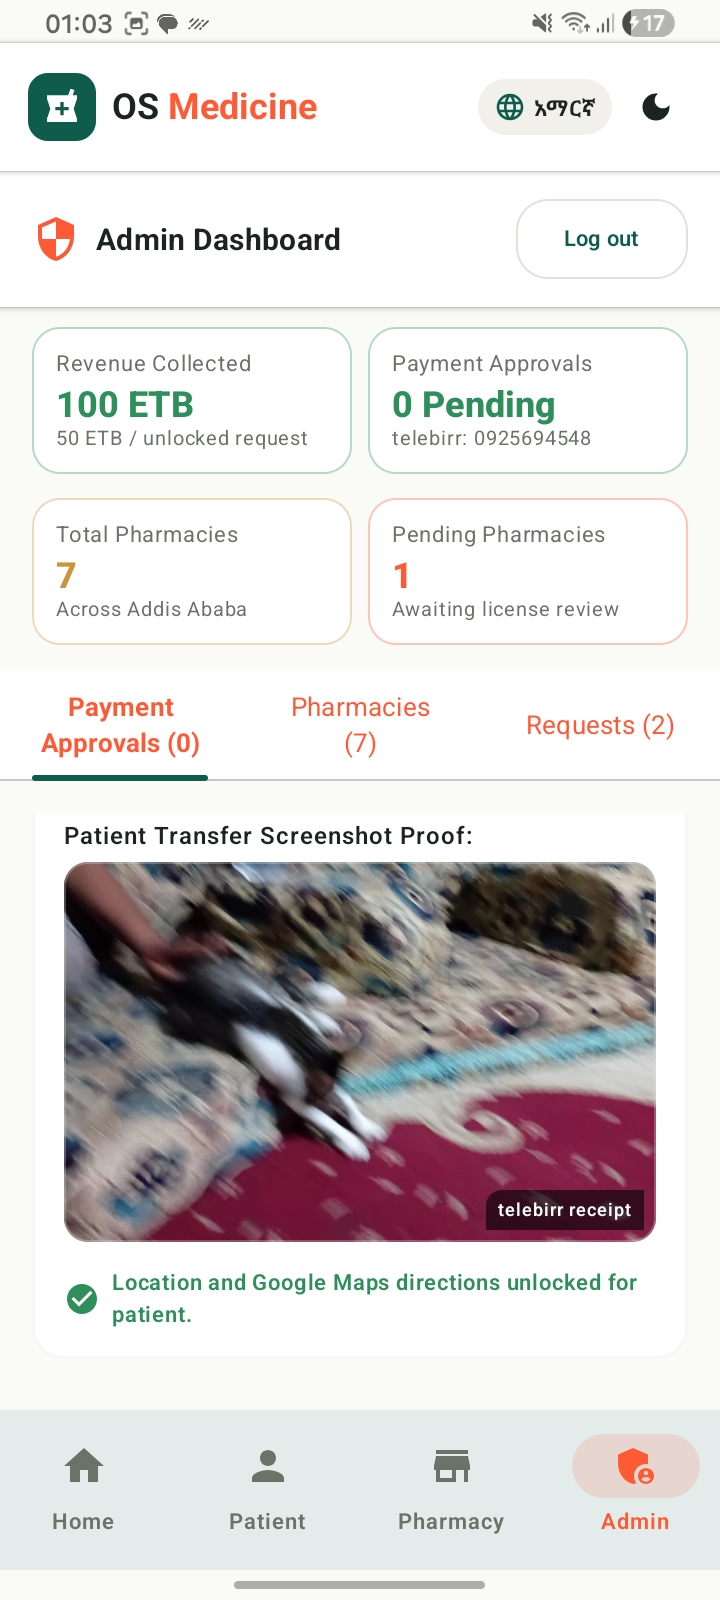 01:03
17
OS Medicine
አማርኛ
Admin Dashboard
Log out
Revenue Collected
100 ETB
50 ETB / unlocked request
Payment Approvals
0 Pending
telebirr: 0925694548
Total Pharmacies
7
Across Addis Ababa
Pending Pharmacies
1
Awaiting license review
Payment
Approvals (0)
Pharmacies
(7)
Requests (2)
Patient Transfer Screenshot Proof:
telebirr receipt
Location and Google Maps directions unlocked for
patient.
Home
Patient
Pharmacy
Admin